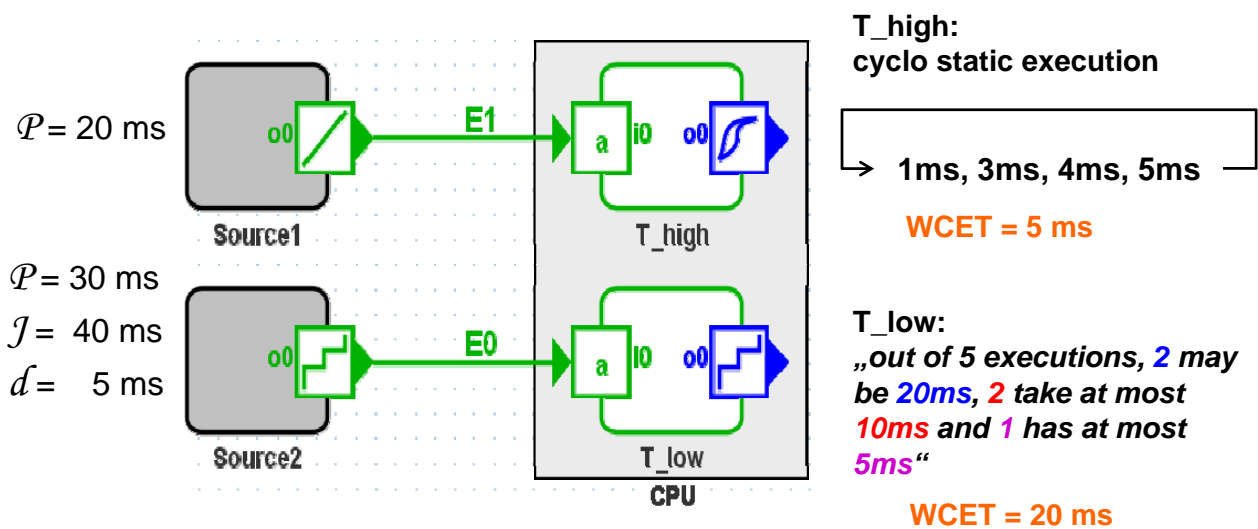 T_high:
cyclo static execution
𝒫 = 20 ms
o0
E1
a
i0
o0
1ms, 3ms, 4ms, 5ms
Source1
T_high
WCET = 5 ms
𝒫 = 30 ms
𝒥 = 40 ms
d = 5 ms
o0
E0
a
I0
o0
T_low:
„out of 5 executions, 2 may
be 20ms, 2 take at most
10ms and 1 has at most
5ms“
Source2
T_low
CPU
WCET = 20 ms